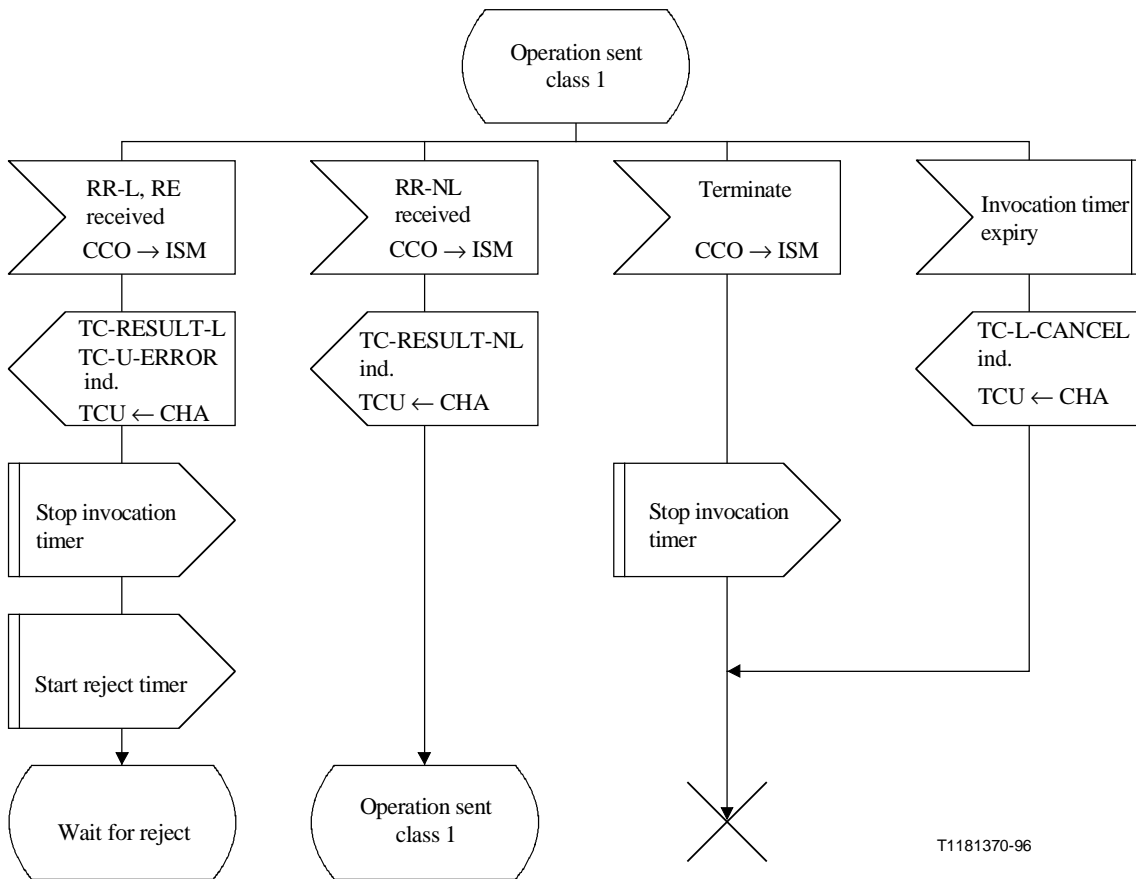 Operation sent
class 1
RR-L, RE
received
CCO → ISM
RR-NL
received
CCO → ISM
Terminate
CCO → ISM
Invocation timer
expiry
TC-RESULT-L
TC-U-ERROR
ind.
TCU ← CHA
TC-RESULT-NL
ind.
TCU ← CHA
TC-L-CANCEL
ind.
TCU ← CHA
Stop invocation
timer
Stop invocation
timer
Start reject timer
Wait for reject
Operation sent
class 1
T1181370-96